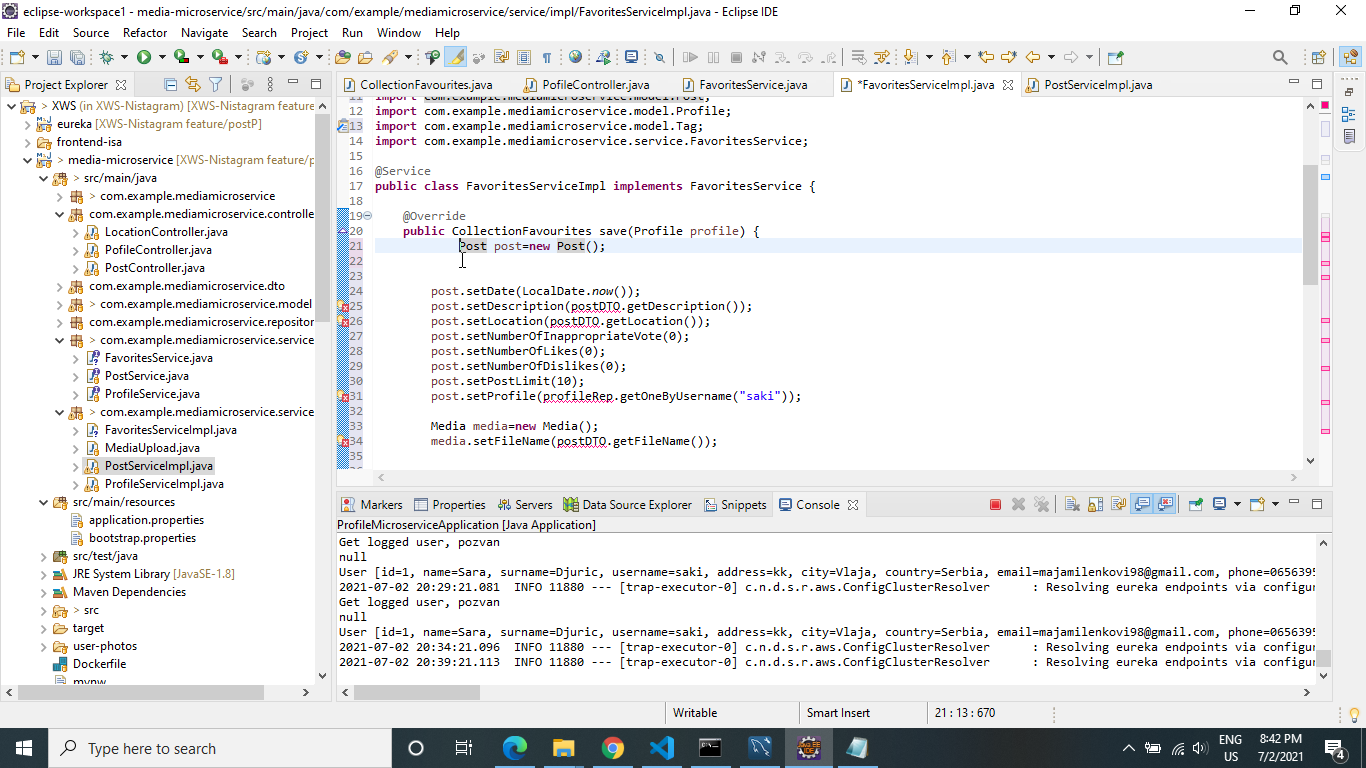 eclipse-workspace1 - media-microservice/src/main/java/com/example/mediamicroservice/service/impl/FavoritesServiceImpl.java - Eclipse IDE
File Edit Source Refactor Navigate Search Project Run Window Help
Project Explorer
CollectionFavourites.java PofileController.java FavoritesService.java *FavoritesServiceImpl.java PostServiceImpl.java
> XWS (in XWS-Nistagram) [XWS-Nistagram feature
eureka [XWS-Nistagram feature/postP]
frontend-isa
> media-microservice [XWS-Nistagram feature/p
> src/main/java
> com.example.mediamicroservice
com.example.mediamicroservice.controlle
LocationController.java
PofileController.java
PostController.java
com.example.mediamicroservice.dto
> com.example.mediamicroservice.model
com.example.mediamicroservice.repositor
> com.example.mediamicroservice.service
FavoritesService.java
PostService.java
ProfileService.java
> com.example.mediamicroservice.service
FavoritesServiceImpl.java
MediaUpload.java
PostServiceImpl.java
ProfileServiceImpl.java
src/main/resources
application.properties
bootstrap.properties
src/test/java
JRE System Library [JavaSE-1.8]
Maven Dependencies
> src
target
user-photos
Dockerfile
mvnw
11 import com.example.mediamicroservice.model.Post;
12 import com.example.mediamicroservice.model.Profile;
13 import com.example.mediamicroservice.model.Tag;
14 import com.example.mediamicroservice.service.FavoritesService;
15
16 @Service
17 public class FavoritesServiceImpl implements FavoritesService {
18
19 @Override
20 public CollectionFavourites save(Profile profile) {
21 Post post=new Post();
22
23
24 post.setDate(LocalDate.now());
25 post.setDescription(postDTO.getDescription());
26 post.setLocation(postDTO.getLocation());
27 post.setNumberOfInappropriateVote(0);
28 post.setNumberOfLikes(0);
29 post.setNumberOfDislikes(0);
30 post.setPostLimit(10);
31 post.setProfile(profileRep.getOneByUsername("saki"));
32
33 Media media=new Media();
34 media.setFileName(postDTO.getFileName());
35
Markers Properties Servers Data Source Explorer Snippets Console
ProfileMicroserviceApplication [Java Application]
Get logged user, pozvan
null
User [id=1, name=Sara, surname=Djuric, username=saki, address=kk, city=Vlaja, country=Serbia, email=majamilenkovi98@gmail.com, phone=0656395
2021-07-02 20:29:21.081 INFO 11880 --- [trap-executor-0] c.n.d.s.r.aws.ConfigClusterResolver : Resolving eureka endpoints via configur
Get logged user, pozvan
null
User [id=1, name=Sara, surname=Djuric, username=saki, address=kk, city=Vlaja, country=Serbia, email=majamilenkovi98@gmail.com, phone=0656395
2021-07-02 20:34:21.096 INFO 11880 --- [trap-executor-0] c.n.d.s.r.aws.ConfigClusterResolver : Resolving eureka endpoints via configur
2021-07-02 20:39:21.113 INFO 11880 --- [trap-executor-0] c.n.d.s.r.aws.ConfigClusterResolver : Resolving eureka endpoints via configur
Writable Smart Insert 21 : 13 : 670
Type here to search
ENG
US
8:42 PM
7/2/2021
4